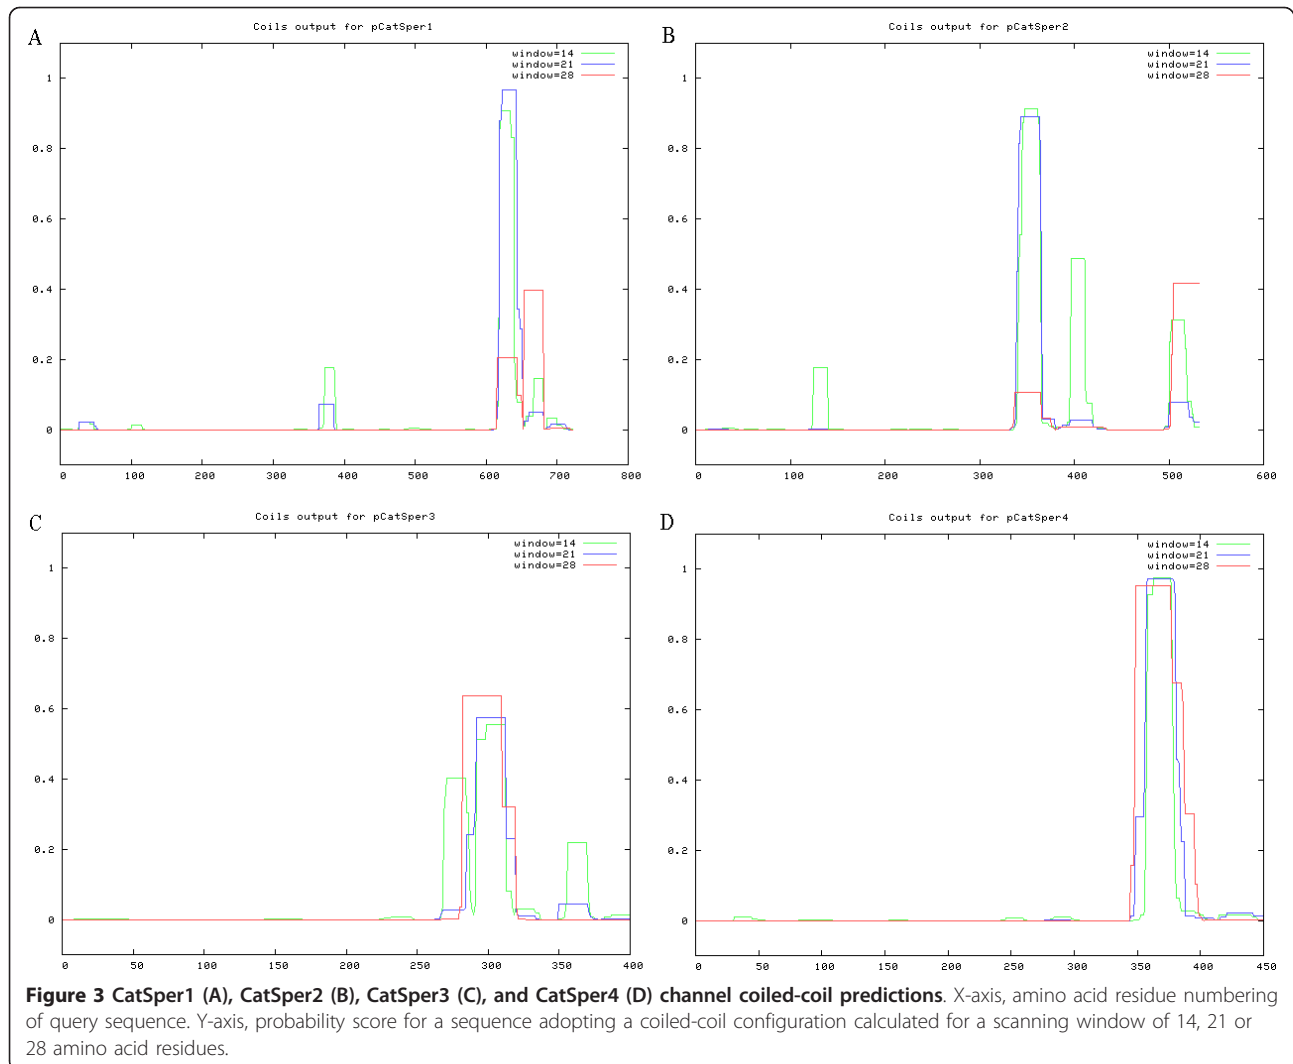 A
Coils output for pCatSper1
window=14
window=21
window=28
1
0.8
0.6
0.4
0.2
0
0 100 200 300 400 500 600 700 800
B
Coils output for pCatSper2
window=14
window=21
window=28
1
0.8
0.6
0.4
0.2
0
0 100 200 300 400 500 600
C
Coils output for pCatSper3
window=14
window=21
window=28
1
0.8
0.6
0.4
0.2
0
0 50 100 150 200 250 300 350 400
D
Coils output for pCatSper4
window=14
window=21
window=28
1
0.8
0.6
0.4
0.2
0
0 50 100 150 200 250 300 350 400 450
Figure 3 CatSper1 (A), CatSper2 (B), CatSper3 (C), and CatSper4 (D) channel coiled-coil predictions. X-axis, amino acid residue numbering
of query sequence. Y-axis, probability score for a sequence adopting a coiled-coil configuration calculated for a scanning window of 14, 21 or
28 amino acid residues.